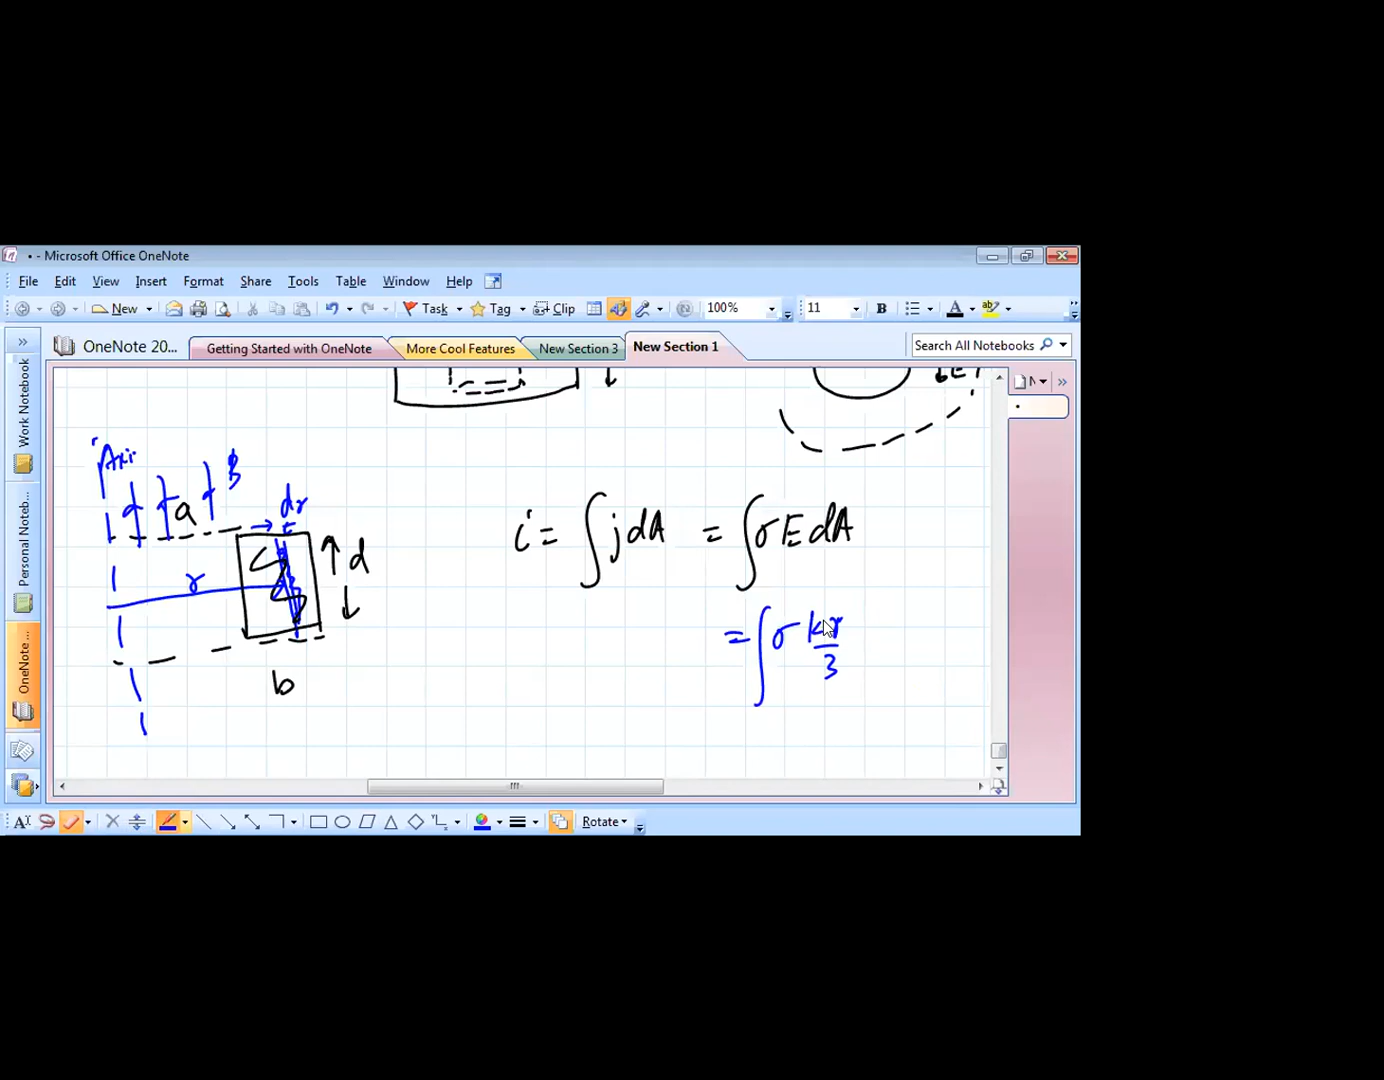 • - Microsoft Office OneNote
File Edit View Insert Format Share Tools Table Window Help
New Task Tag Clip 100% 11 B A ab
OneNote 20... Getting Started with OneNote More Cool Features New Section 3 New Section 1 Search All Notebooks
Work Notebook
Personal Noteb...
OneNote...
N
E
Axi
B
a
dr
d
r
b
i = ∫ j dA = ∫ σ E dA
= ∫ σ kr/3
A Rotate